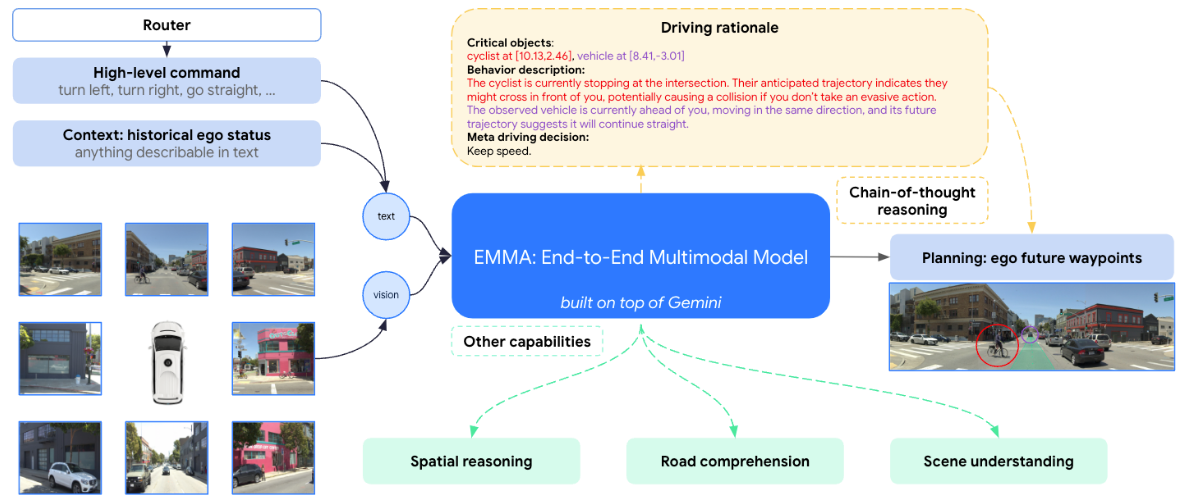 Router
High-level command
turn left, turn right, go straight, ...
Context: historical ego status
anything describable in text
text
vision
Driving rationale
Critical objects:
cyclist at [10.13,2.46], vehicle at [8.41,-3.01]
Behavior description:
The cyclist is currently stopping at the intersection. Their anticipated trajectory indicates they
might cross in front of you, potentially causing a collision if you don't take an evasive action.
The observed vehicle is currently ahead of you, moving in the same direction, and its future
trajectory suggests it will continue straight.
Meta driving decision:
Keep speed.
EMMA: End-to-End Multimodal Model
built on top of Gemini
Chain-of-thought
reasoning
Planning: ego future waypoints
Other capabilities
Spatial reasoning
Road comprehension
Scene understanding